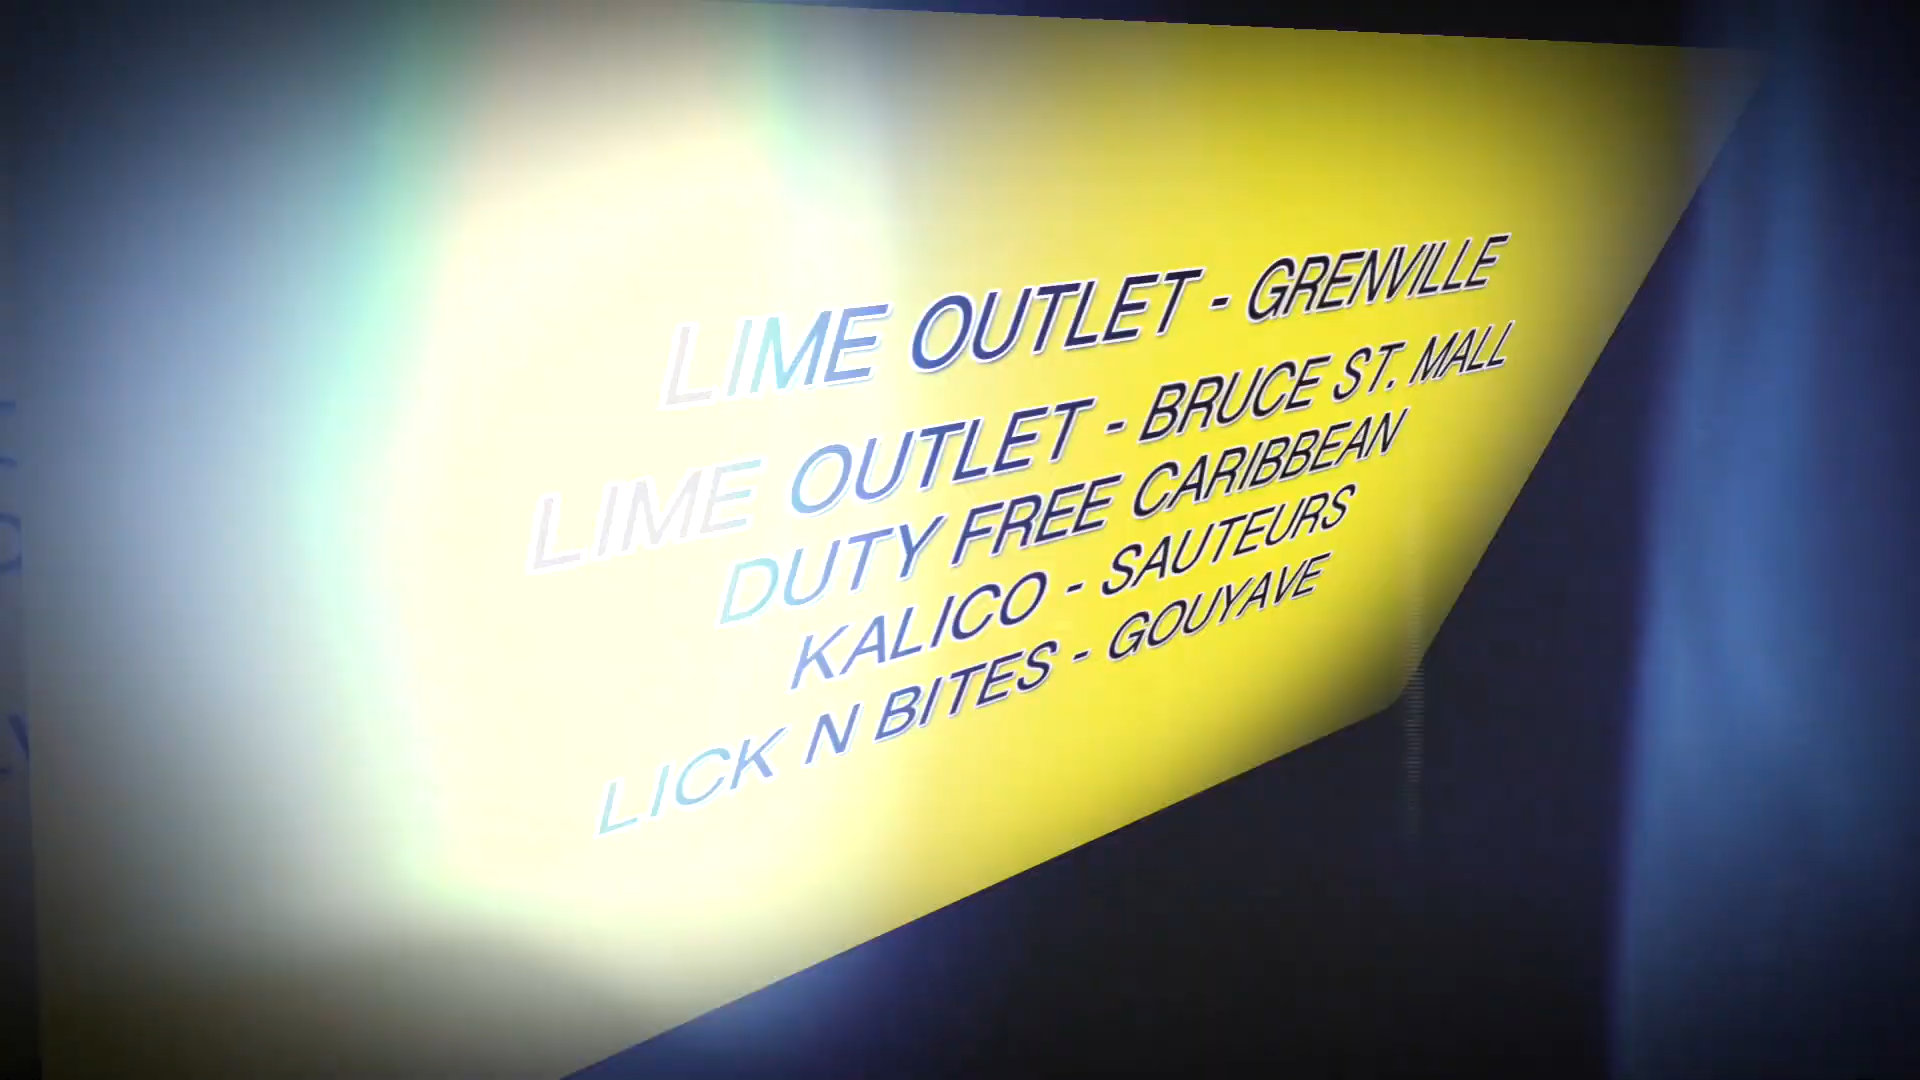 LIME OUTLET - GRENVILLE
LIME OUTLET - BRUCE ST. MALL
DUTY FREE CARIBBEAN
KALICO - SAUTEURS
LICK N BITES - GOUYAVE